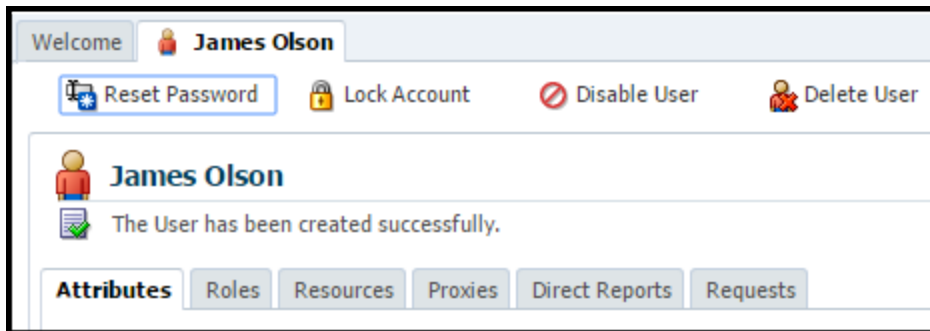 Welcome James Olson
Reset Password Lock Account Disable User Delete User
James Olson
The User has been created successfully.
Attributes Roles Resources Proxies Direct Reports Requests